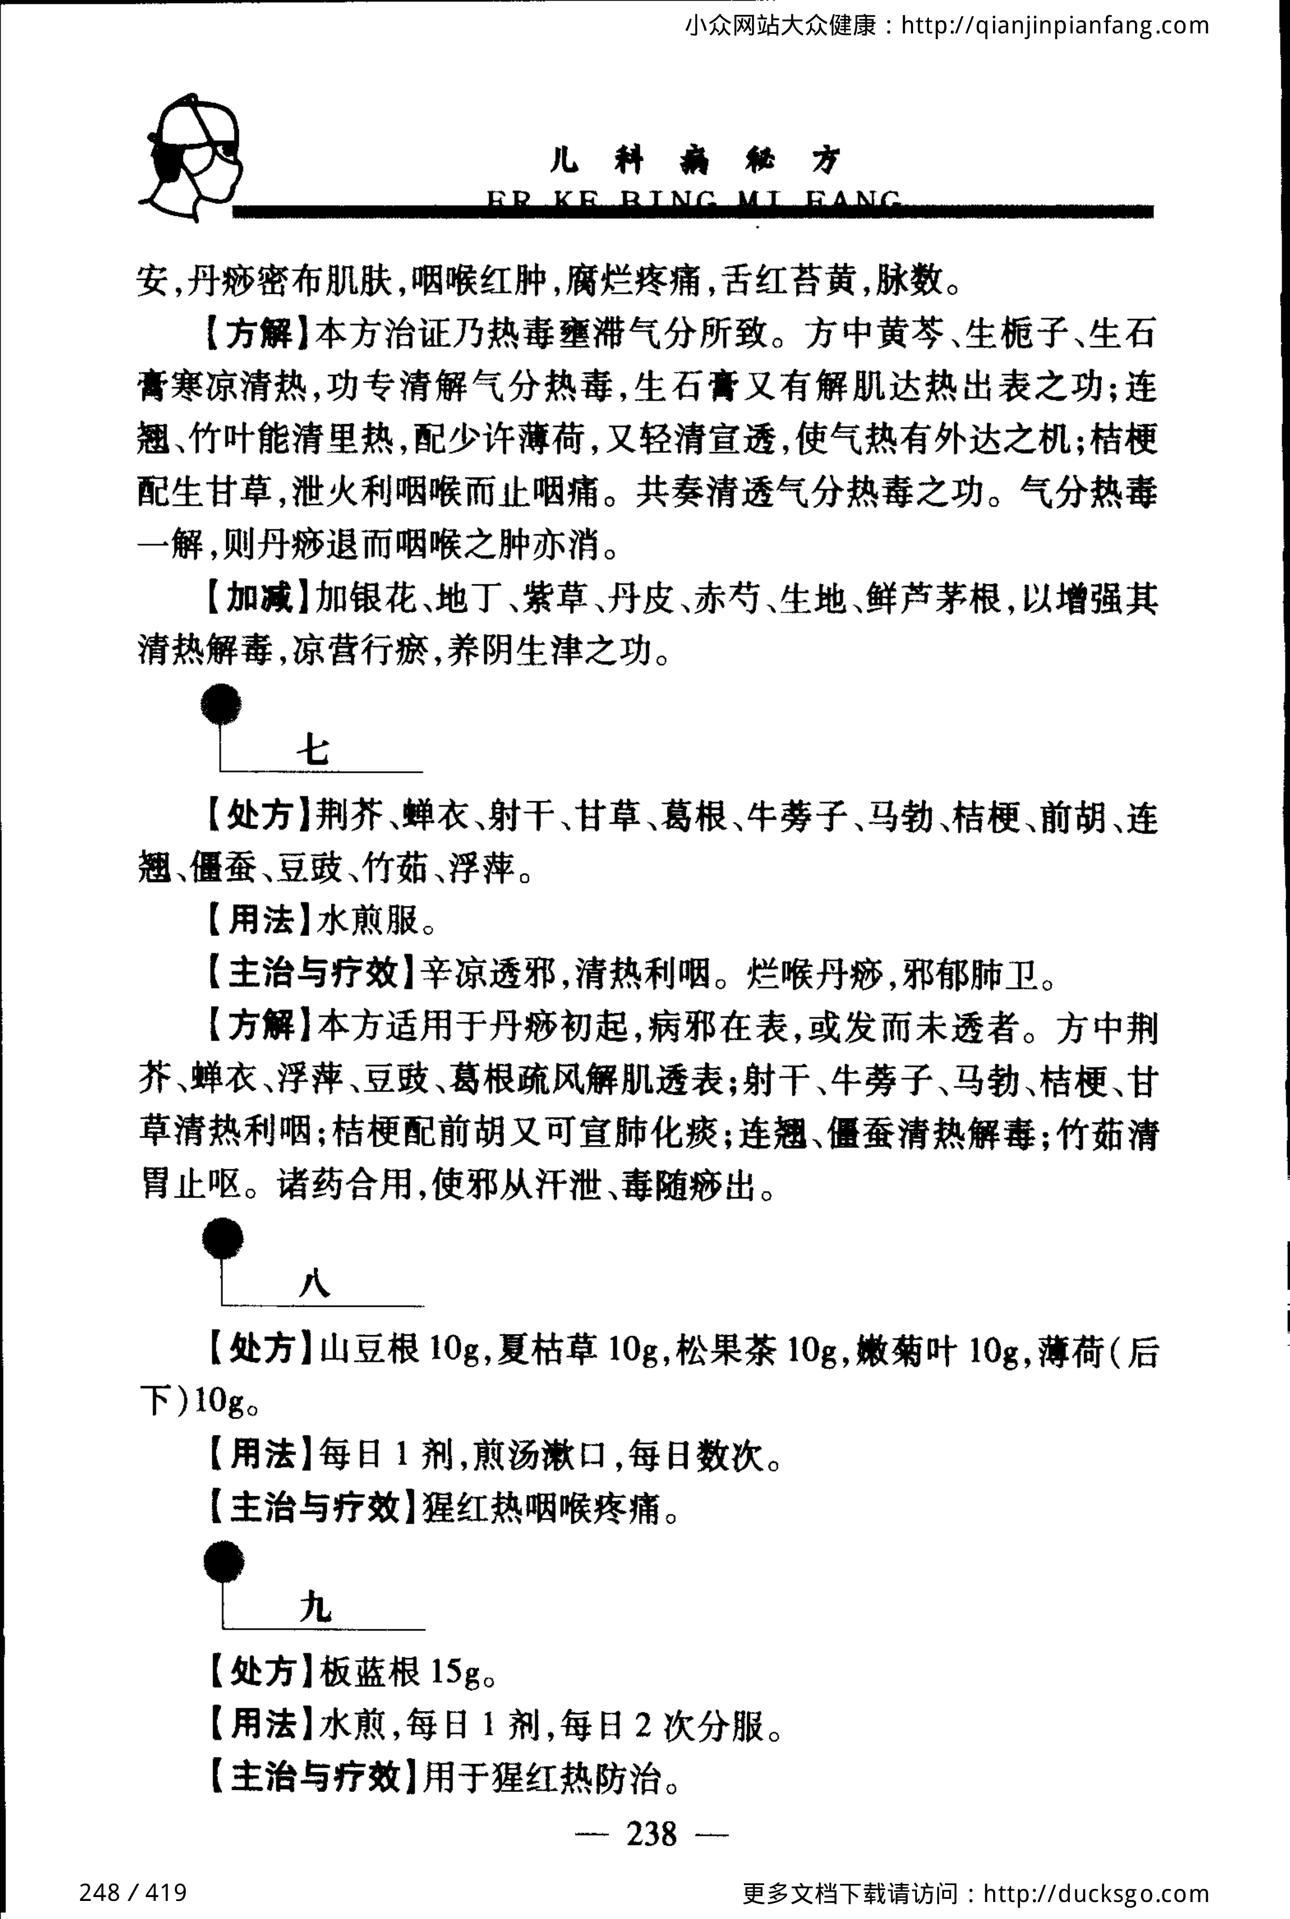 小众网站大众健康：http://qianjinpianfang.com
儿科病秘方
ER KE BING MI FANG
安,丹痧密布肌肤,咽喉红肿,腐烂疼痛,舌红苔黄,脉数。
【方解】本方治证乃热毒壅滞气分所致。方中黄芩、生栀子、生石
膏寒凉清热,功专清解气分热毒,生石膏又有解肌达热出表之功;连
翘、竹叶能清里热,配少许薄荷,又轻清宣透,使气热有外达之机;桔梗
配生甘草,泄火利咽喉而止咽痛。共奏清透气分热毒之功。气分热毒
一解,则丹痧退而咽喉之肿亦消。
【加减】加银花、地丁、紫草、丹皮、赤芍、生地、鲜芦茅根,以增强其
清热解毒,凉营行瘀,养阴生津之功。
七
【处方】荆芥、蝉衣、射干、甘草、葛根、牛蒡子、马勃、桔梗、前胡、连
翘、僵蚕、豆豉、竹茹、浮萍。
【用法】水煎服。
【主治与疗效】辛凉透邪,清热利咽。烂喉丹痧,邪郁肺卫。
【方解】本方适用于丹痧初起,病邪在表,或发而未透者。方中荆
芥、蝉衣、浮萍、豆豉、葛根疏风解肌透表;射干、牛蒡子、马勃、桔梗、甘
草清热利咽;桔梗配前胡又可宣肺化痰;连翘、僵蚕清热解毒;竹茹清
胃止呕。诸药合用,使邪从汗泄、毒随痧出。
八
【处方】山豆根 10g,夏枯草 10g,松果茶 10g,嫩菊叶 10g,薄荷(后
下)10g。
【用法】每日 1 剂,煎汤漱口,每日数次。
【主治与疗效】猩红热咽喉疼痛。
九
【处方】板蓝根 15g。
【用法】水煎,每日 1 剂,每日 2 次分服。
【主治与疗效】用于猩红热防治。
— 238 —
248 / 419
更多文档下载请访问：http://ducksgo.com